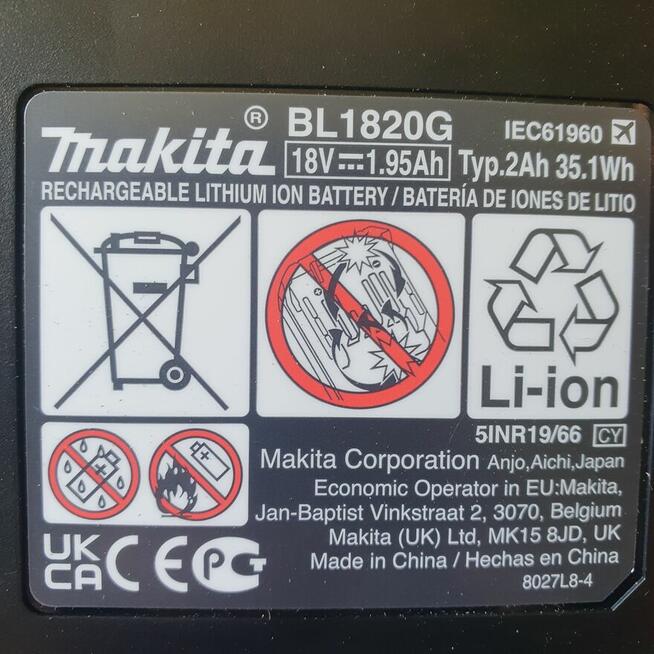 makita® BL1820G IEC61960
18V⎓1.95Ah Typ.2Ah 35.1Wh
RECHARGEABLE LITHIUM ION BATTERY / BATERÍA DE IONES DE LITIO
Li-ion
5INR19/66 CY
Makita Corporation Anjo,Aichi,Japan
Economic Operator in EU:Makita,
Jan-Baptist Vinkstraat 2, 3070, Belgium
Makita (UK) Ltd, MK15 8JD, UK
Made in China / Hechas en China
8027L8-4
UK
CA CE PCT